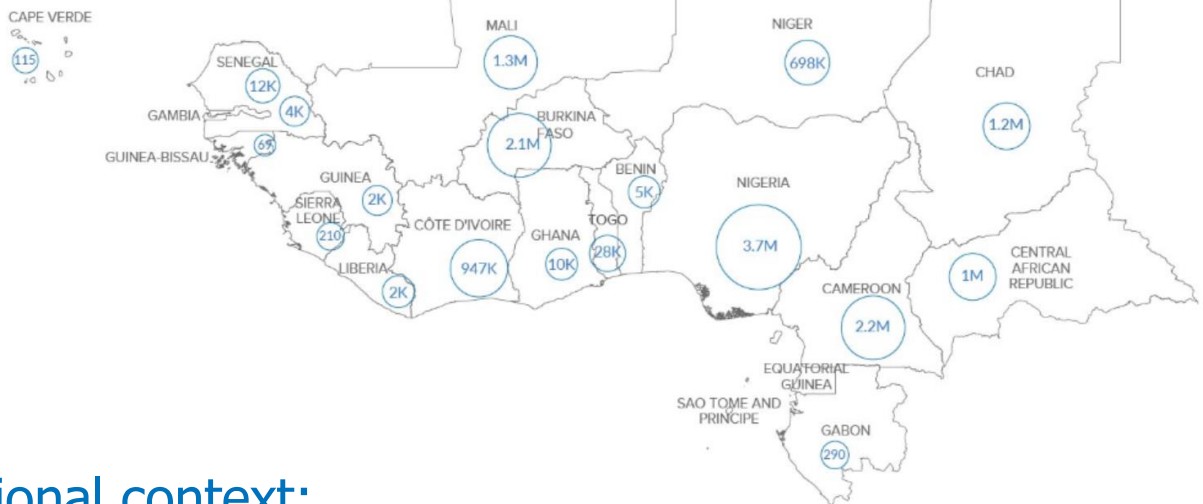 CAPE VERDE
115
MALI
1.3M
NIGER
698K
CHAD
1.2M
SENEGAL
12K
4K
GAMBIA
GUINEA-BISSAU
69
BURKINA
FASO
2.1M
GUINEA
2K
SIERRA
LEONE
210
LIBERIA
2K
CÔTE D'IVOIRE
947K
GHANA
10K
TOGO
28K
BENIN
5K
NIGERIA
3.7M
CAMEROON
2.2M
CENTRAL
AFRICAN
REPUBLIC
1M
EQUATORIAL
GUINEA
SAO TOME AND
PRINCIPE
GABON
290
ional context: